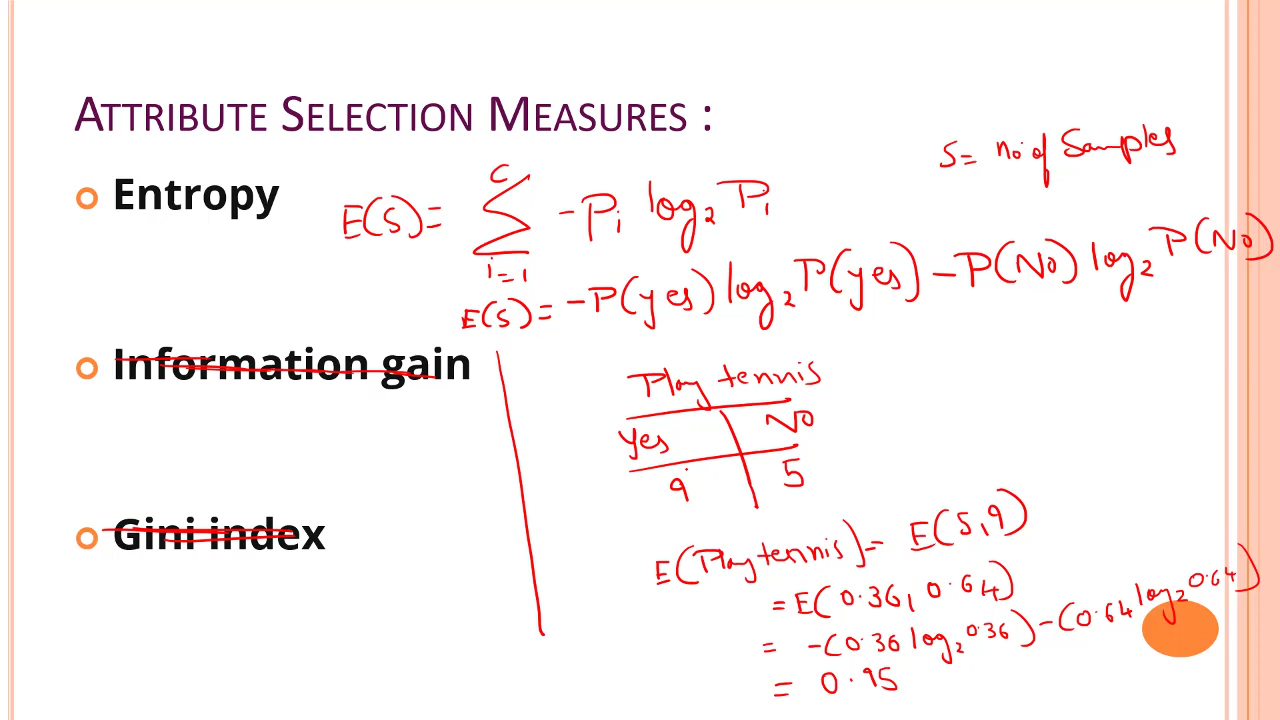 ATTRIBUTE SELECTION MEASURES :
S = no of Samples
Entropy
E(S) = C Σ i=1 -Pi log2 Pi
E(S) = -P(yes) log2 P(yes) - P(No) log2 P(No)
Information gain
Play tennis
Yes No
9 5
Gini index
E(Play tennis) = E(5,9)
= E(0.36, 0.64)
= -(0.36 log2 0.36) - (0.64 log2 0.64)
= 0.95